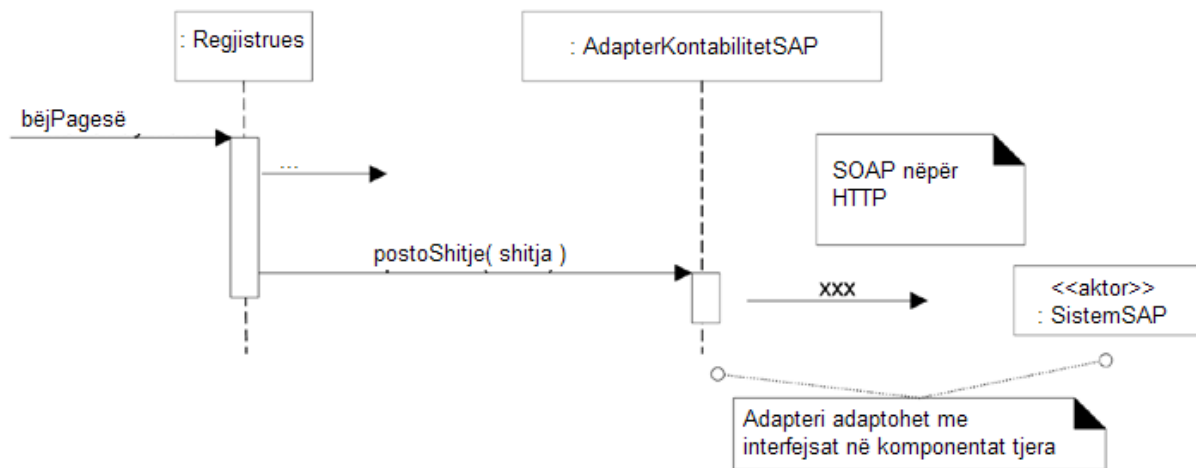 : Regjistrues
: AdapterKontabilitetSAP
bëjPagesë
...
SOAP nëpër
HTTP
postoShitje( shitja )
xxx
<<aktor>>
: SistemSAP
Adapteri adaptohet me
interfejsat në komponentat tjera